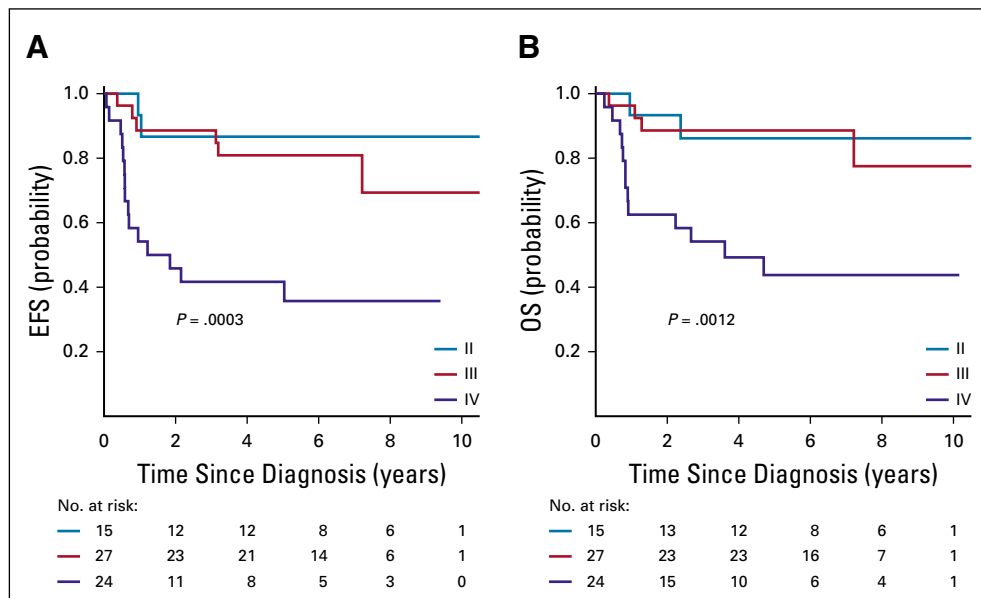 A
EFS (probability)
1.0
0.8
0.6
0.4
0.2
P = .0003
II
III
IV
0 2 4 6 8 10
Time Since Diagnosis (years)
No. at risk:
15 12 12 8 6 1
27 23 21 14 6 1
24 11 8 5 3 0
B
OS (probability)
1.0
0.8
0.6
0.4
0.2
P = .0012
II
III
IV
0 2 4 6 8 10
Time Since Diagnosis (years)
No. at risk:
15 13 12 8 6 1
27 23 23 16 7 1
24 15 10 6 4 1